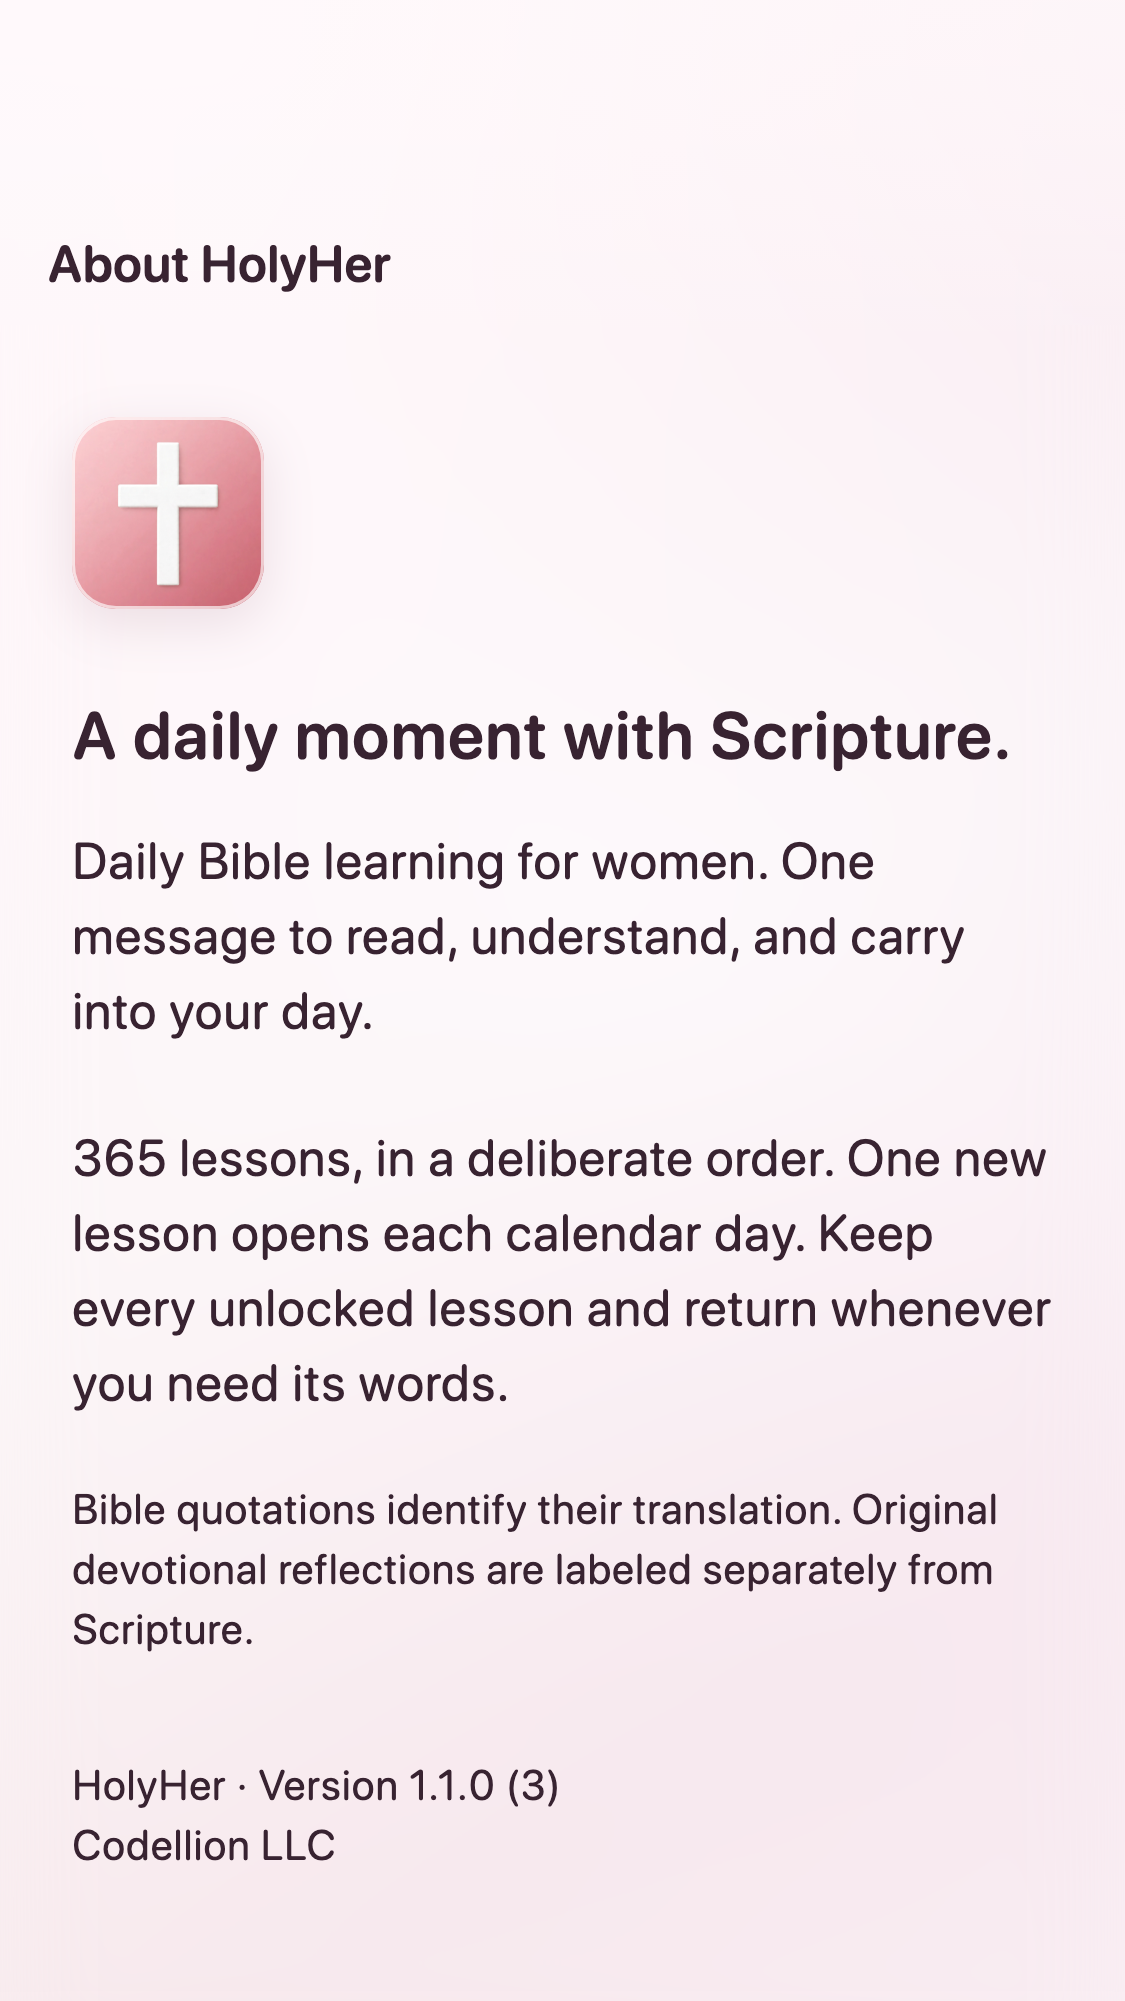 About HolyHer
A daily moment with Scripture.
Daily Bible learning for women. One
message to read, understand, and carry
into your day.
365 lessons, in a deliberate order. One new
lesson opens each calendar day. Keep
every unlocked lesson and return whenever
you need its words.
Bible quotations identify their translation. Original
devotional reflections are labeled separately from
Scripture.
HolyHer · Version 1.1.0 (3)
Codellion LLC